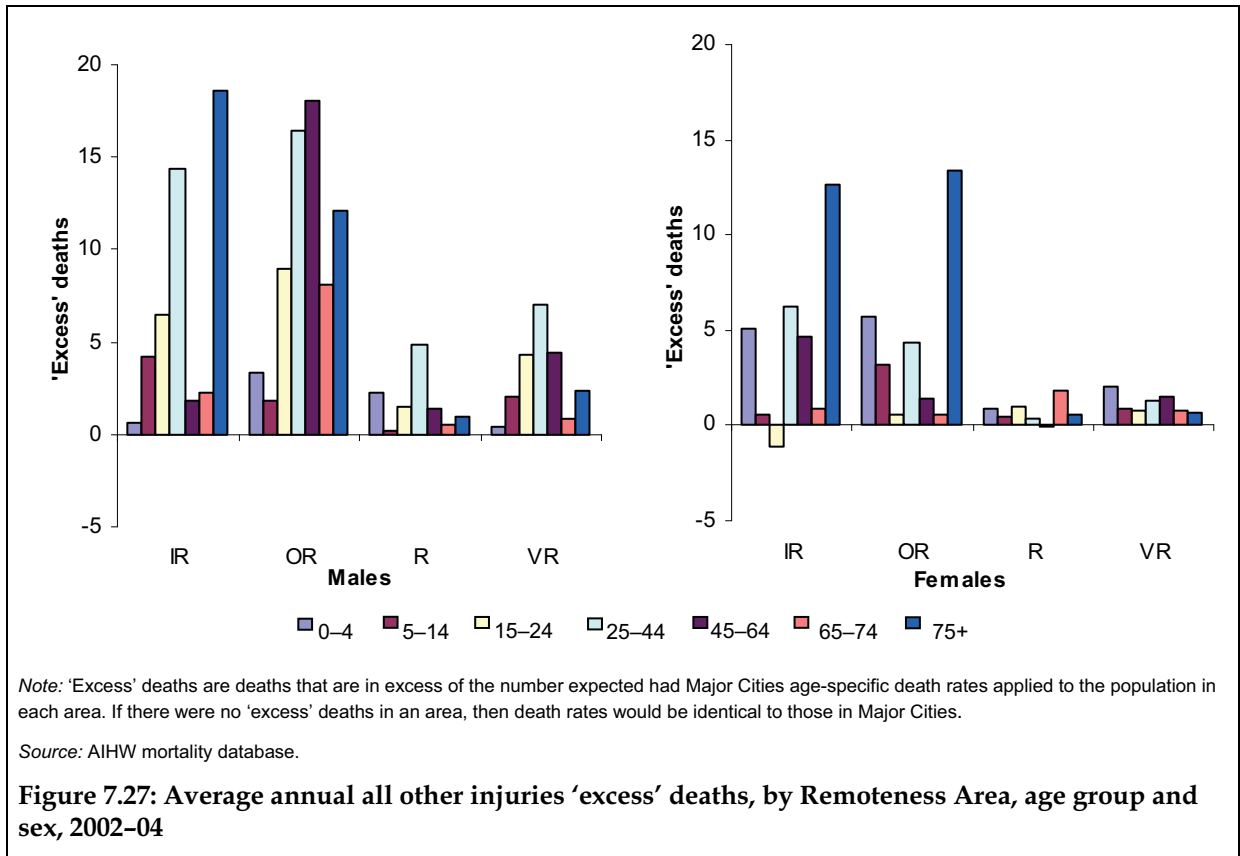 20
15
10
5
0
-5
'Excess' deaths
IR OR R VR
Males
20
15
10
5
0
-5
'Excess' deaths
IR OR R VR
Females
0–4 5–14 15–24 25–44 45–64 65–74 75+
Note: ‘Excess’ deaths are deaths that are in excess of the number expected had Major Cities age-specific death rates applied to the population in
each area. If there were no ‘excess’ deaths in an area, then death rates would be identical to those in Major Cities.
Source: AIHW mortality database.
Figure 7.27: Average annual all other injuries ‘excess’ deaths, by Remoteness Area, age group and
sex, 2002–04